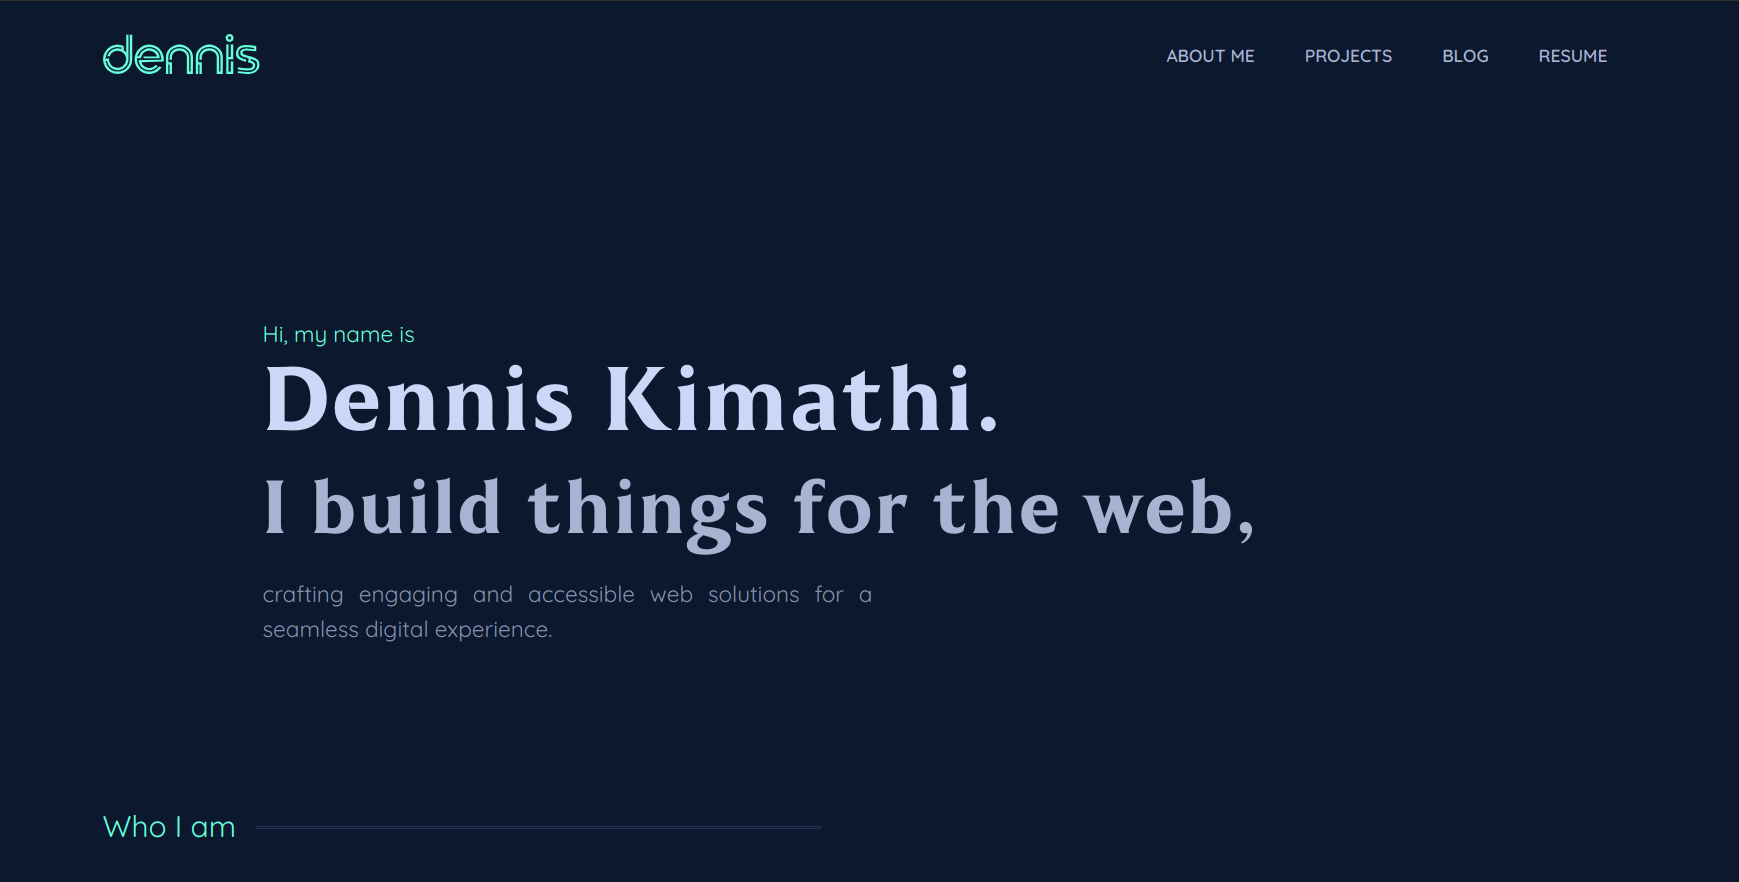 dennis
ABOUT ME PROJECTS BLOG RESUME
Hi, my name is
Dennis Kimathi.
I build things for the web,
crafting engaging and accessible web solutions for a
seamless digital experience.
Who I am